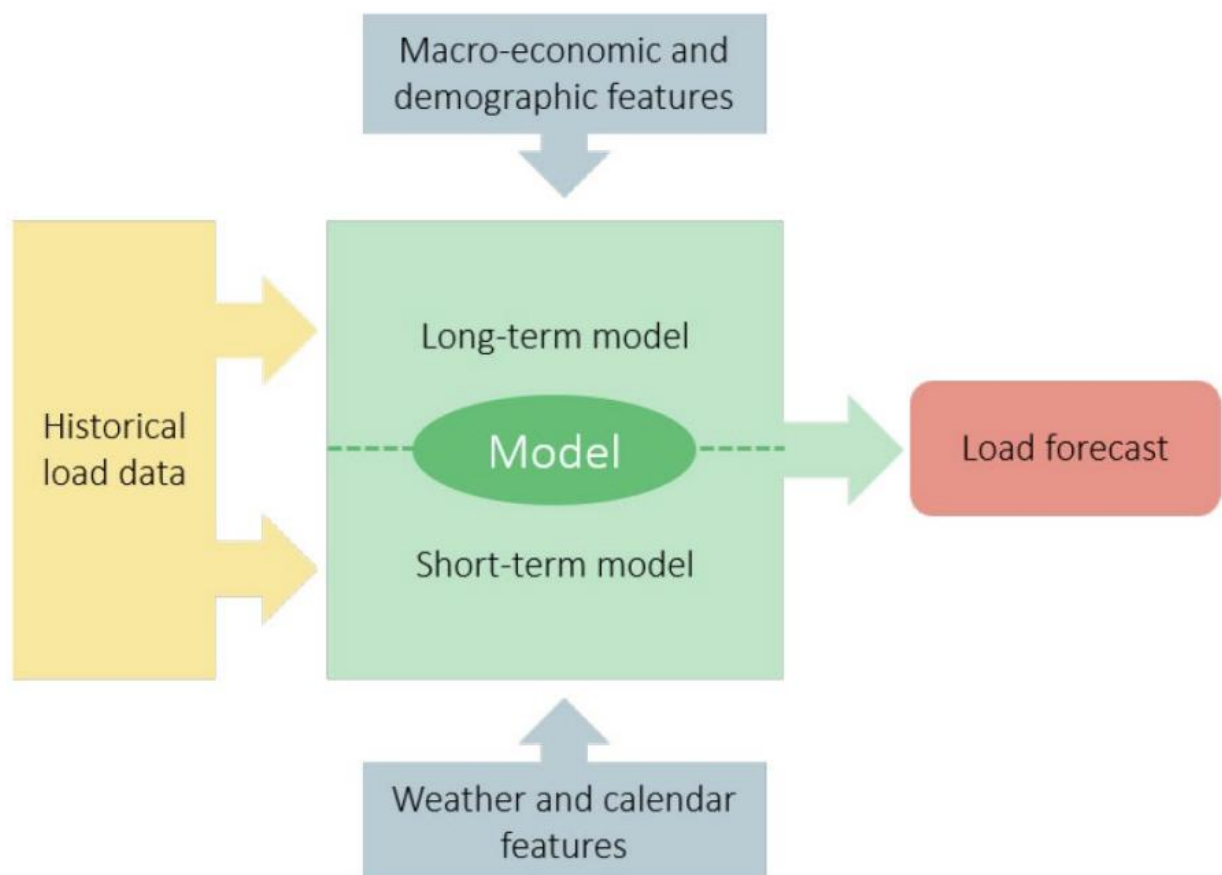 Macro-economic and
demographic features
Long-term model
Historical
load data
Model
Load forecast
Short-term model
Weather and calendar
features